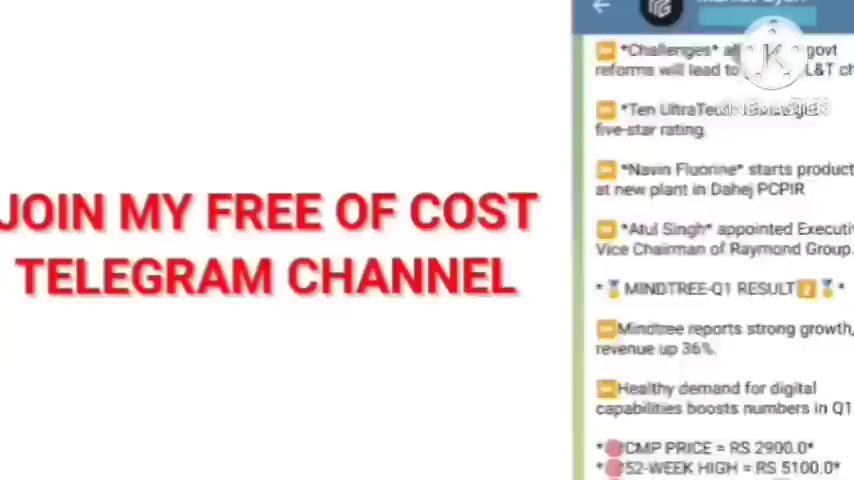 JOIN MY FREE OF COST
TELEGRAM CHANNEL
*Challenges* govt
reforms will lead to L&T
*Ten UltraTech
five-star rating.
*Navin Fluorine* starts product
at new plant in Dahej PCPIR
*Atul Singh* appointed Executiv
Vice Chairman of Raymond Group.
*🏅MINDTREE-Q1 RESULT🏅*
Mindtree reports strong growth,
revenue up 36%.
Healthy demand for digital
capabilities boosts numbers in Q1
*🔴*CMP PRICE = RS 2900.0*
*🔴*52-WEEK HIGH = RS 5100.0*